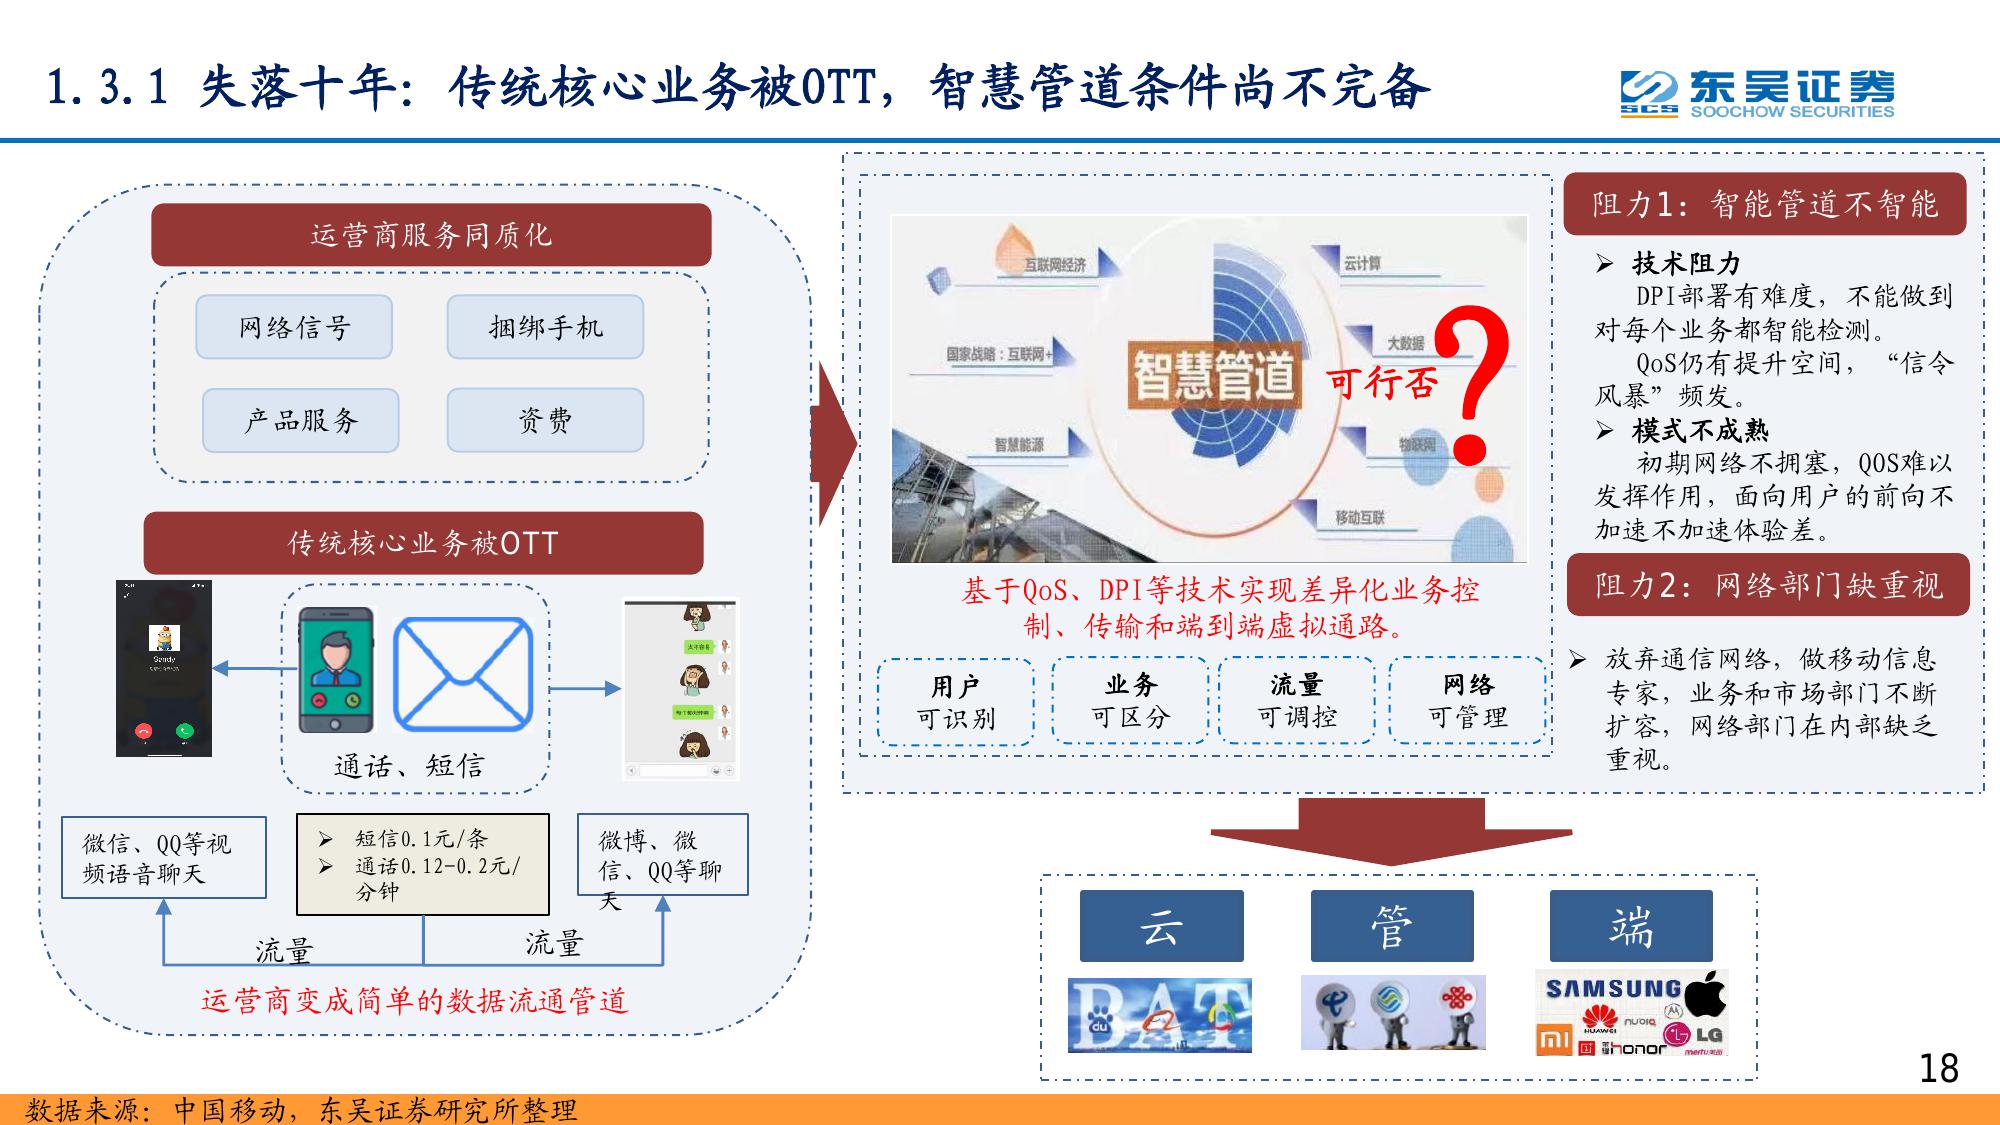 1.3.1 失落十年：传统核心业务被OTT，智慧管道条件尚不完备
SCS
东吴证券
SOOCHOW SECURITIES
运营商服务同质化
网络信号
捆绑手机
产品服务
资费
传统核心业务被OTT
Sandy
通话、短信
微信、QQ等视
频语音聊天
➢ 短信0.1元/条
➢ 通话0.12-0.2元/
分钟
微博、微
信、QQ等聊
天
流量
流量
运营商变成简单的数据流通管道
互联网经济
云计算
国家战略：互联网+
大数据
智慧管道
可行否
？
智慧能源
物联网
移动互联
基于QoS、DPI等技术实现差异化业务控
制、传输和端到端虚拟通路。
用户
可识别
业务
可区分
流量
可调控
网络
可管理
阻力1：智能管道不智能
➢ 技术阻力
DPI部署有难度，不能做到
对每个业务都智能检测。
QoS仍有提升空间，“信令
风暴”频发。
➢ 模式不成熟
初期网络不拥塞，QOS难以
发挥作用，面向用户的前向不
加速不加速体验差。
阻力2：网络部门缺重视
➢ 放弃通信网络，做移动信息
专家，业务和市场部门不断
扩容，网络部门在内部缺乏
重视。
云
管
端
BAT
du
SAMSUNG
HUAWEI
nubia
LG
honor
18
数据来源：中国移动，东吴证券研究所整理